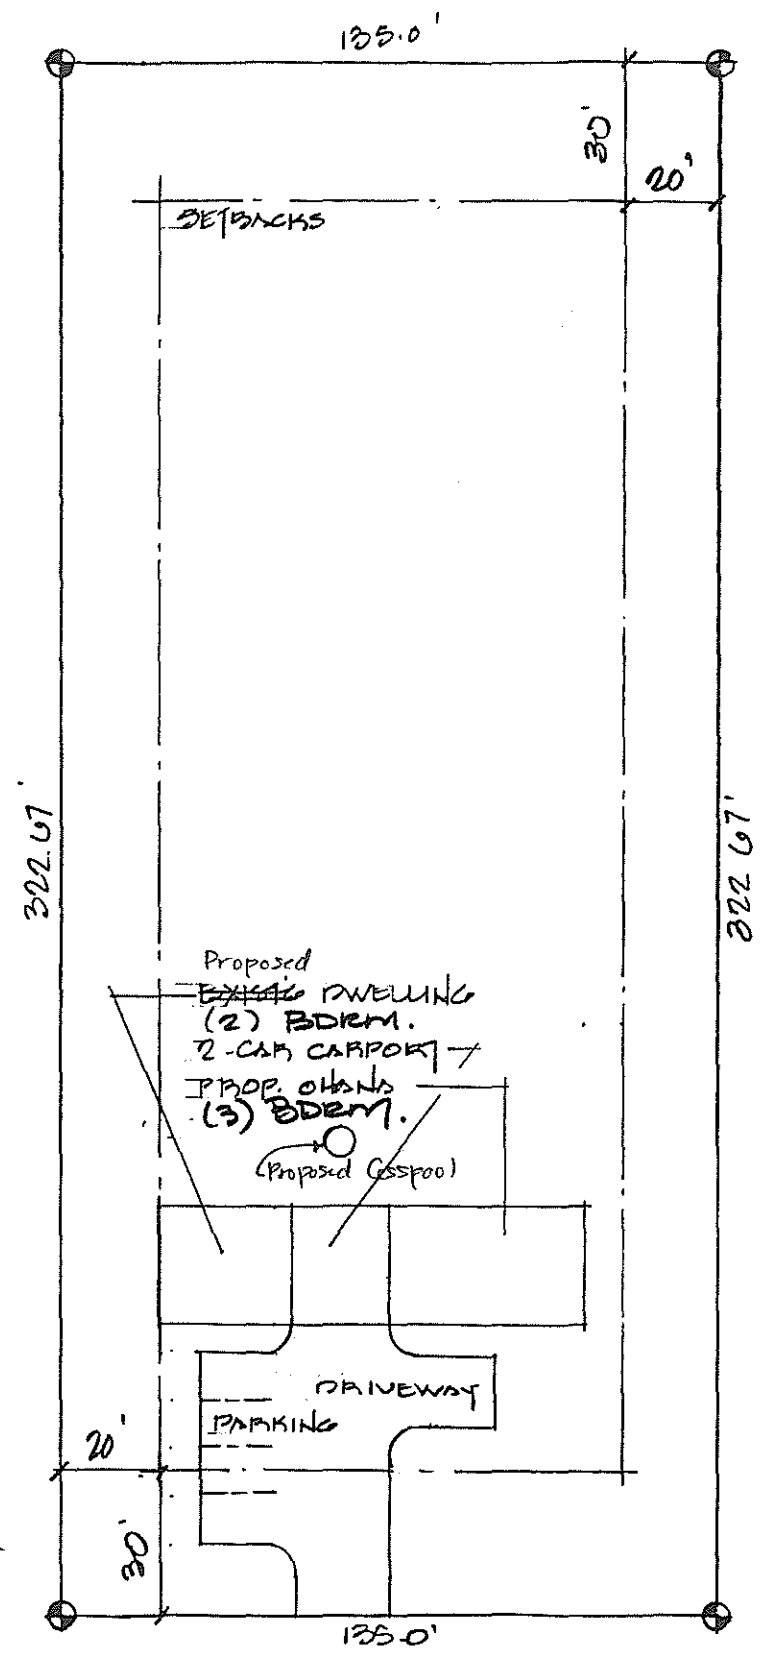 135.0'
30'
20'
SETBACKS
322.67'
322.67'
Proposed
EXISTG DWELLING
(2) BDRM.
2-CAR CARPORT
PROP. OHANA
(3) BDRM.
Proposed Cesspool
DRIVEWAY
PARKING
20'
30'
135.0'